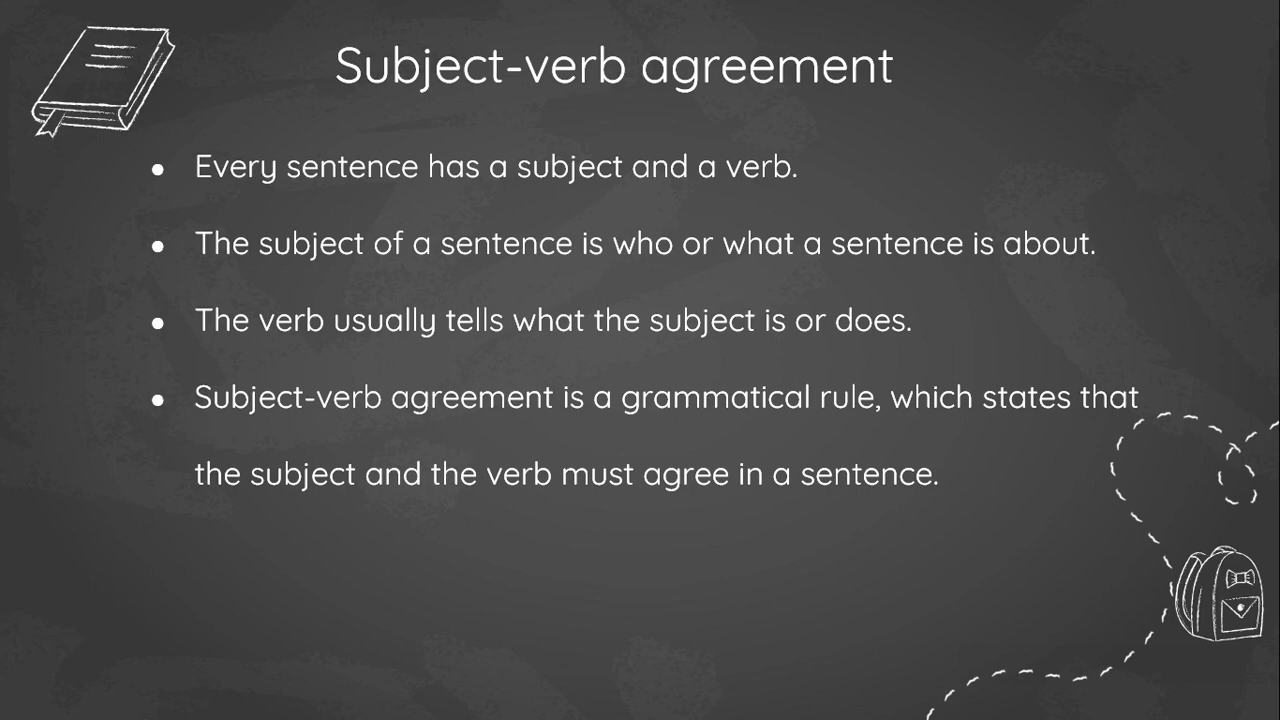 Subject-verb agreement
● Every sentence has a subject and a verb.
● The subject of a sentence is who or what a sentence is about.
● The verb usually tells what the subject is or does.
● Subject-verb agreement is a grammatical rule, which states that
the subject and the verb must agree in a sentence.